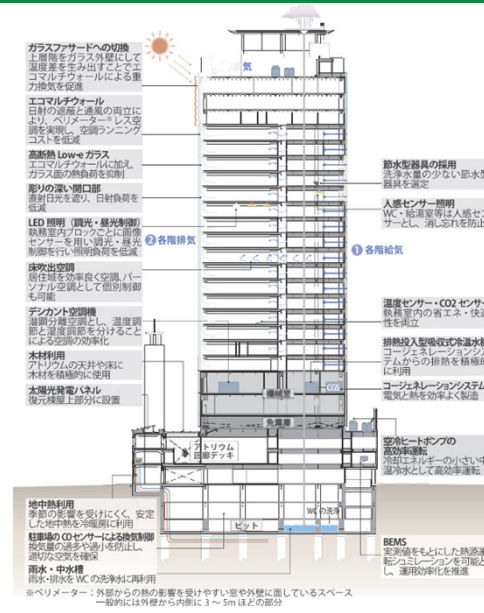 ガラスファサードへの切換
上層階をガラス外壁にして
温度差を生み出すことでエ
コマルチウォールによる重
力換気を促進
エコマルチウォール
日射の遮蔽と通風の両立に
より、ペリメーター※レス空
調を実現し、空調ランニング
コストを低減
高断熱 Low-e ガラス
エコマルチウォールに加え、
ガラス面の熱負荷を抑制
彫りの深い開口部
直射日光を遮り、日射負荷を
低減
LED 照明（調光・昼光制御）
執務室内ブロックごとに画像
センサーを用い調光・昼光
制御を行い照明負荷を低減
床吹出空調
居住域を効率良く空調、パー
ソナル空調として個別制御
も可能
デシカント空調機
潜顕分離空調とし、温度調
節と湿度調節を分けること
による空調の効率化
木材利用
アトリウムの天井や床に
木材を積極的に使用
太陽光発電パネル
復元棟屋上部分に設置
地中熱利用
季節の影響を受けにくく、安定
した地中熱を冷暖房に利用
駐車場の CO センサーによる換気制御
換気量の過多や過小を防止し、
適切な空気を確保
雨水・中水槽
雨水・排水を WC の洗浄水に再利用
※ペリメーター：外部からの熱の影響を受けやすい窓や外壁に面しているスペース
一般的には外壁から内側に 3 ～ 5m ほどの部分
気
❷ 各階排気
❶ 各階給気
機械室
CGS
免震層
アトリウム
回廊デッキ
WC の洗浄
ピット
節水型器具の採用
洗浄水量の少ない節水型
器具を選定
人感センサー照明
WC・給湯室等は人感セン
サーとし、消し忘れを防止
温度センサー・CO2 センサー
執務室内の省エネ・快適
性を両立
排熱投入型吸収式冷温水機
コージェネレーションシス
テムからの排熱を積極的
に利用
コージェネレーションシステム
電気と熱を効率よく製造
空冷ヒートポンプの
高効率運転
冷却エネルギーの小さい中
温冷水として高効率運転
BEMS
実測値をもとにした熱源運
転シュミレーションを可能と
し、運用効率化を推進